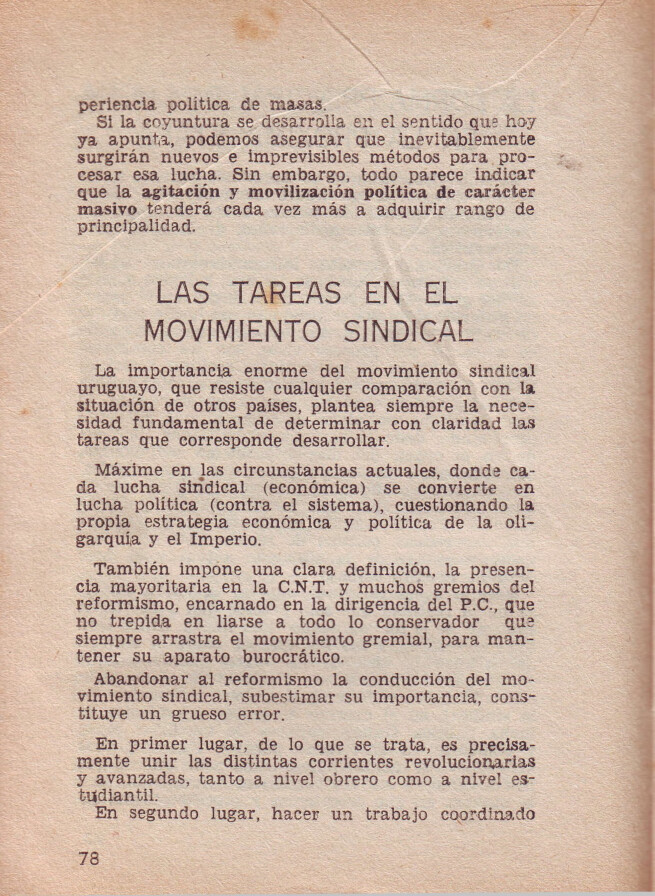 periencia politica de masas.
Si la coyuntura se desarrolla en el sentido que hoy
ya apunta, podemos asegurar que inevitablemente
surgirán nuevos e imprevisibles métodos para pro-
cesar esa lucha. Sin embargo, todo parece indicar
que la agitación y movilización política de carácter
masivo tenderá cada vez más a adquirir rango de
principalidad.
LAS TAREAS EN EL
MOVIMIENTO SINDICAL
La importancia enorme del movimiento sindical
uruguayo, que resiste cualquier comparación con la
situación de otros países, plantea siempre la nece-
sidad fundamental de determinar con claridad las
tareas que corresponde desarrollar.
Máxime en las circunstancias actuales, donde ca-
da lucha sindical (económica) se convierte en
lucha política (contra el sistema), cuestionando la
propia estrategia económica y política de la oli-
garquía y el Imperio.
También impone una clara definición, la presen-
cia mayoritaria en la C.N.T. y muchos gremios del
reformismo, encarnado en la dirigencia del P.C., que
no trepida en liarse a todo lo conservador que
siempre arrastra el movimiento gremial, para man-
tener su aparato burocrático.
Abandonar al reformismo la conducción del mo-
vimiento sindical, subestimar su importancia, cons-
tituye un grueso error.
En primer lugar, de lo que se trata, es precisa-
mente unir las distintas corrientes revolucionarias
y avanzadas, tanto a nivel obrero como a nivel es-
tudiantil.
En segundo lugar, hacer un trabajo coordinado
78